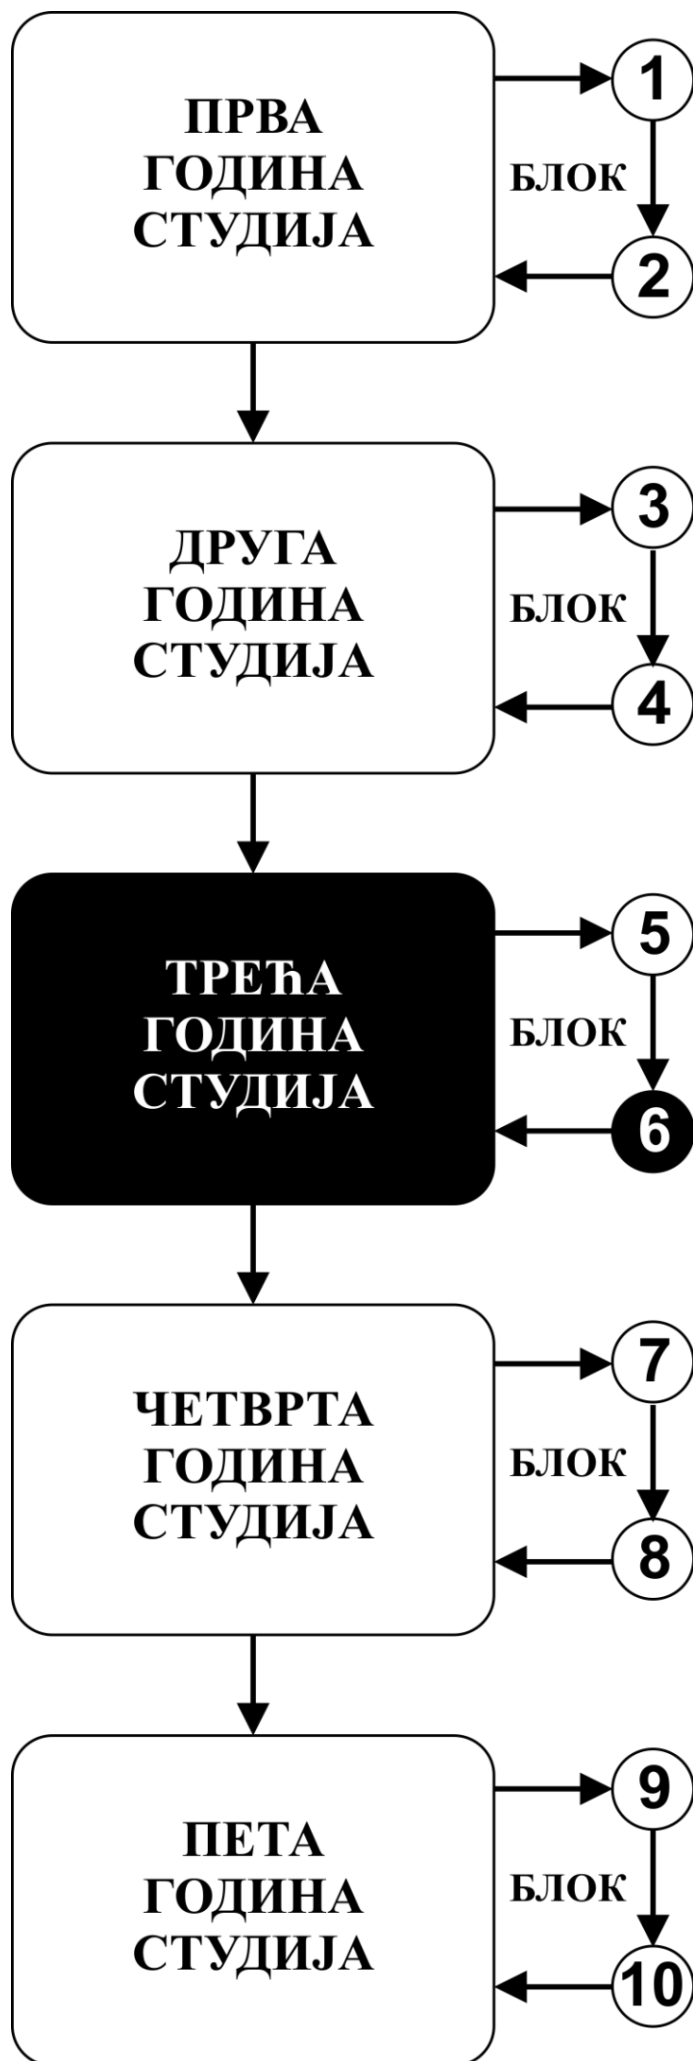 ПРВА
ГОДИНА
СТУДИЈА
1
БЛОК
2
ДРУГА
ГОДИНА
СТУДИЈА
3
БЛОК
4
ТРЕЋА
ГОДИНА
СТУДИЈА
5
БЛОК
6
ЧЕТВРТА
ГОДИНА
СТУДИЈА
7
БЛОК
8
ПЕТА
ГОДИНА
СТУДИЈА
9
БЛОК
10